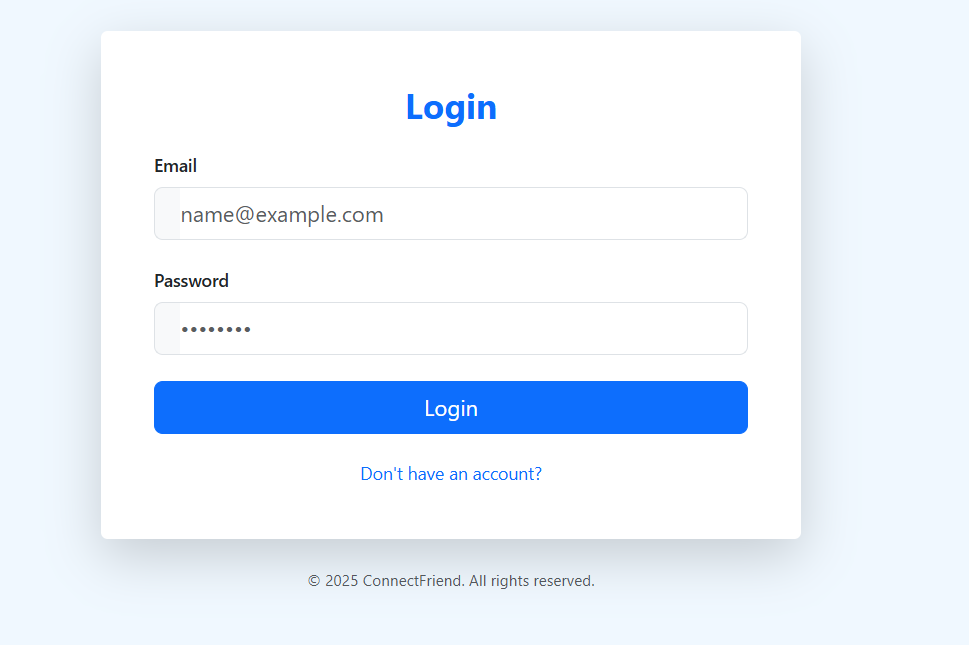 Login
Email
name@example.com
Password
••••••••
Login
Don't have an account?
© 2025 ConnectFriend. All rights reserved.